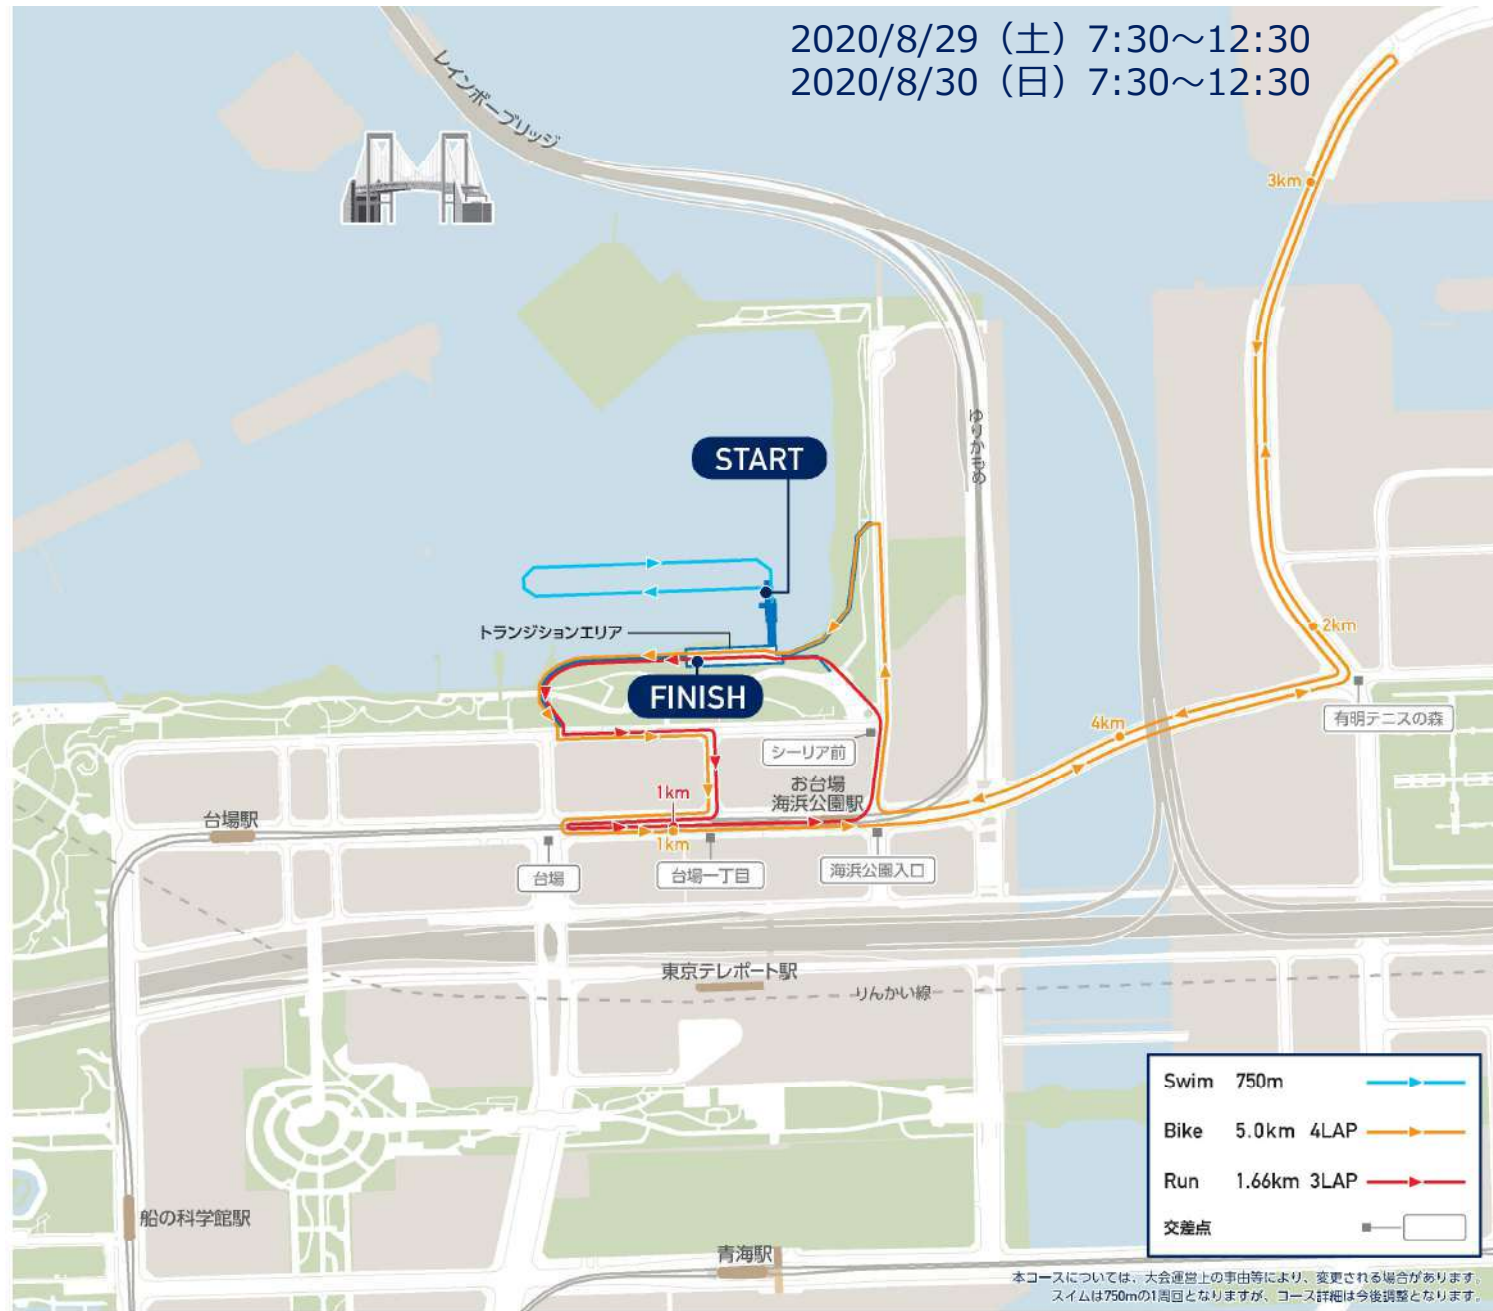 2020/8/29（土）7:30～12:30
2020/8/30（日）7:30～12:30
レインボーブリッジ
3km
ゆりかもめ
START
トランジションエリア
2km
FINISH
4km
有明テニスの森
シーリア前
お台場
海浜公園駅
1km
台場駅
1km
台場
台場一丁目
海浜公園入口
東京テレポート駅
りんかい線
Swim 750m
Bike 5.0km 4LAP
Run 1.66km 3LAP
交差点
船の科学館駅
青海駅
本コースについては、大会運営上の事由等により、変更される場合があります。
スイムは750mの1周回となりますが、コース詳細は今後調整となります。